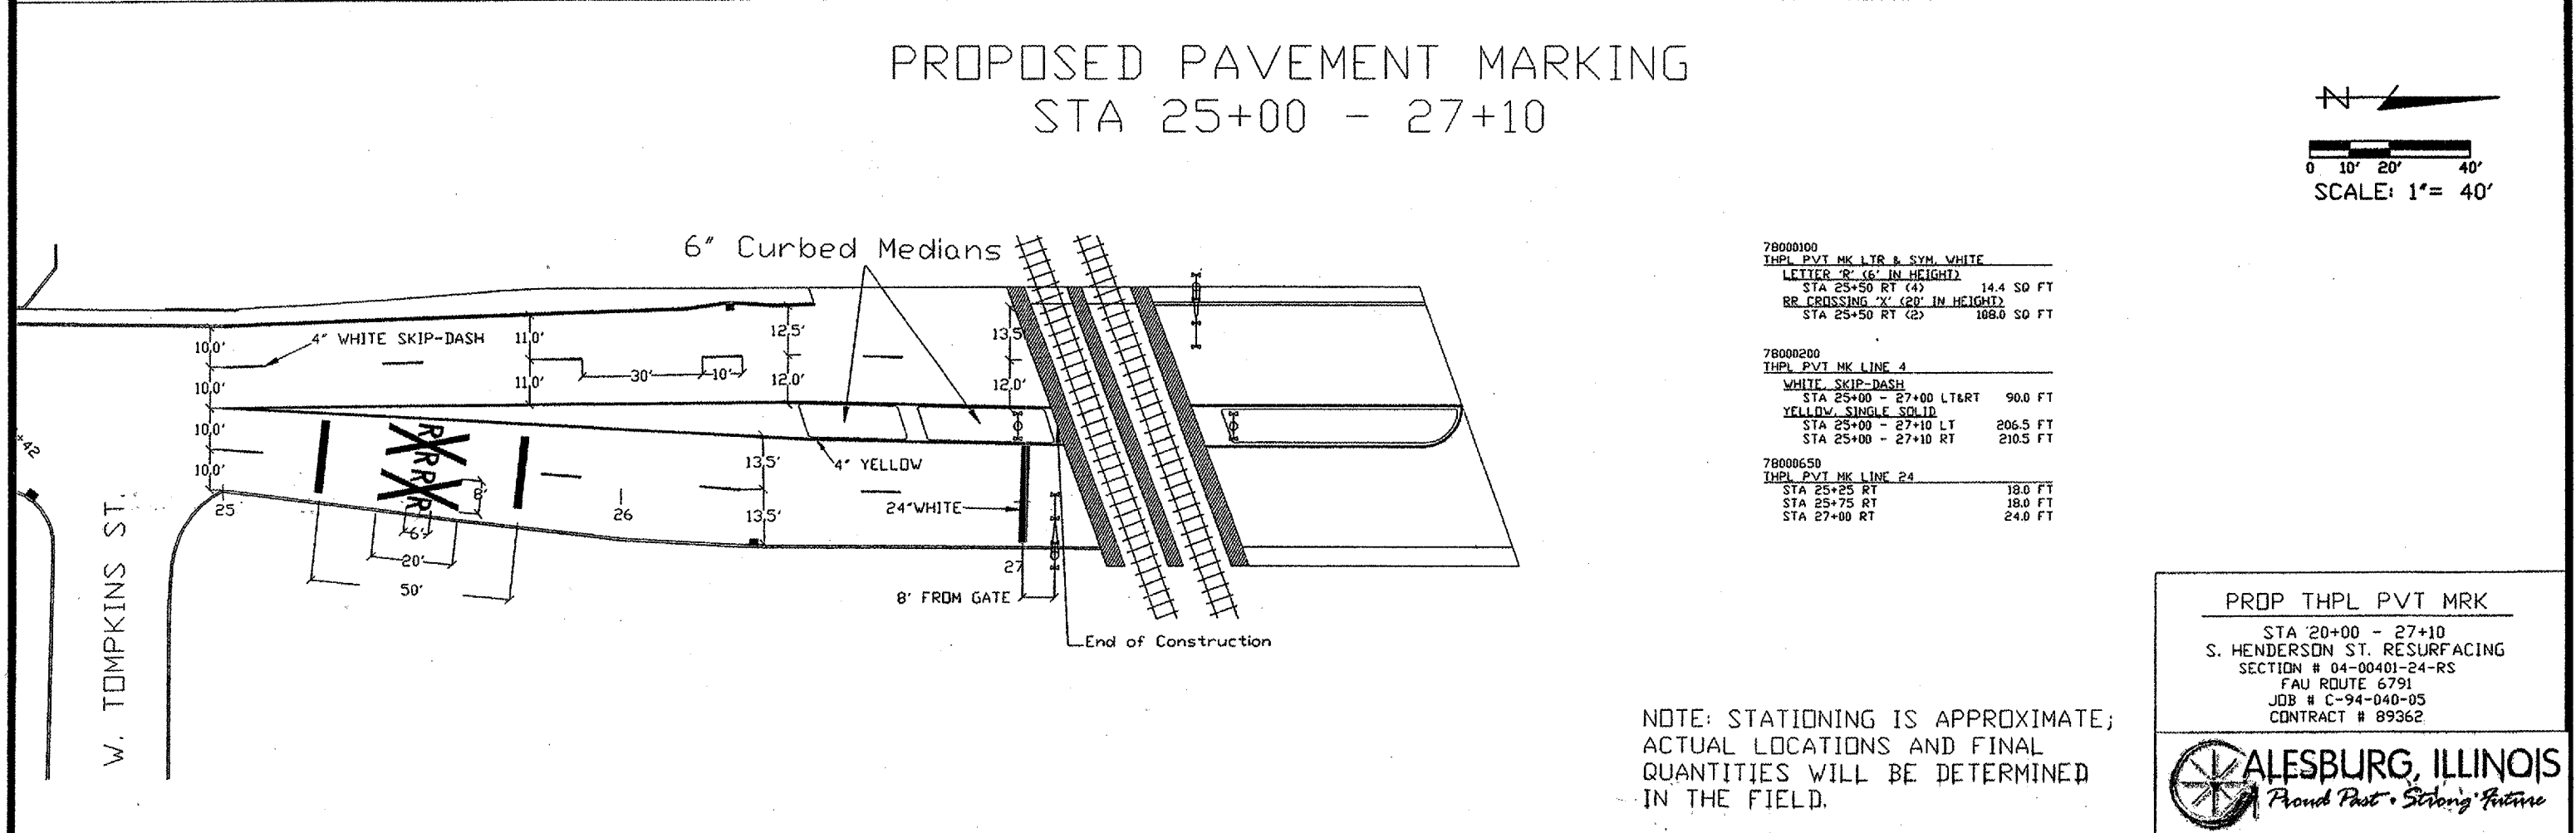 PROPOSED PAVEMENT MARKING
STA 25+00 - 27+10
N
0 10' 20' 40'
SCALE: 1"= 40'
6" Curbed Medians
4" WHITE SKIP-DASH
10.0'
10.0'
10.0'
10.0'
11.0'
11.0'
30'
10'
12.5'
12.0'
13.5'
12.0'
R R
R R
8'
6'
20'
50'
13.5'
13.5'
4" YELLOW
24"WHITE
25
26
27
×42
8' FROM GATE
End of Construction
W. TOMPKINS ST.
78000100
THPL PVT MK LTR & SYM, WHITE
LETTER 'R' (6' IN HEIGHT)
STA 25+50 RT (4) 14.4 SQ FT
RR CROSSING 'X' (20' IN HEIGHT)
STA 25+50 RT (2) 108.0 SQ FT
78000200
THPL PVT MK LINE 4
WHITE, SKIP-DASH
STA 25+00 - 27+00 LT&RT 90.0 FT
YELLOW, SINGLE SOLID
STA 25+00 - 27+10 LT 206.5 FT
STA 25+00 - 27+10 RT 210.5 FT
78000650
THPL PVT MK LINE 24
STA 25+25 RT 18.0 FT
STA 25+75 RT 18.0 FT
STA 27+00 RT 24.0 FT
NOTE: STATIONING IS APPROXIMATE;
ACTUAL LOCATIONS AND FINAL
QUANTITIES WILL BE DETERMINED
IN THE FIELD.
PROP THPL PVT MRK
STA 20+00 - 27+10
S. HENDERSON ST. RESURFACING
SECTION # 04-00401-24-RS
FAU ROUTE 6791
JOB # C-94-040-05
CONTRACT # 89362
GALESBURG, ILLINOIS
Proud Past • Strong Future